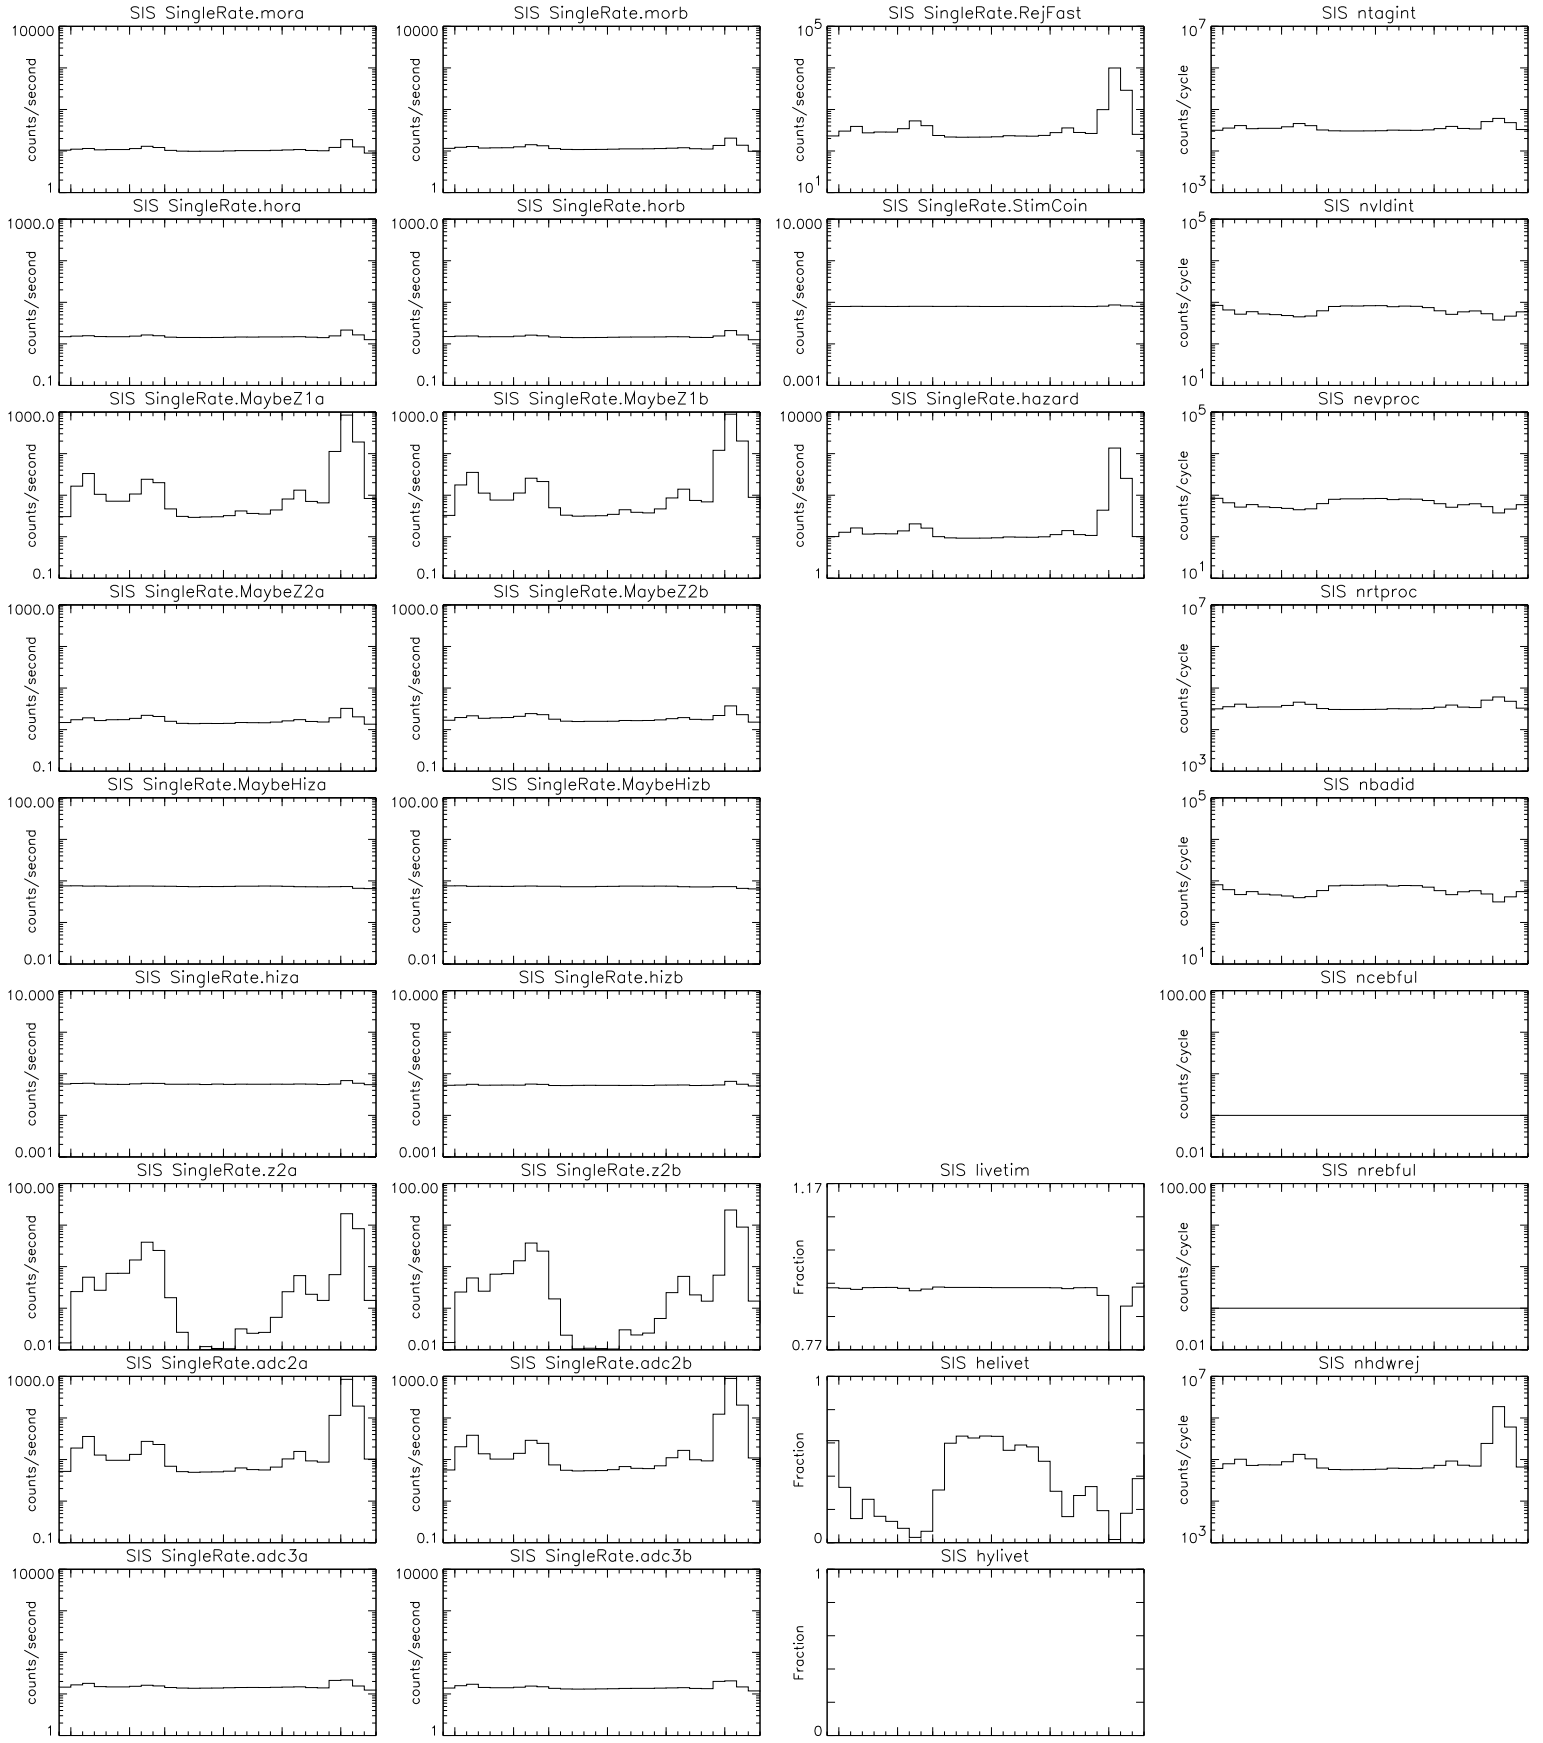 SIS SingleRate.mora
10000
counts/second
1
SIS SingleRate.morb
10000
counts/second
1
SIS SingleRate.RejFast
10^5
counts/second
10^1
SIS ntagint
10^7
counts/cycle
10^3
SIS SingleRate.hora
1000.0
counts/second
0.1
SIS SingleRate.horb
1000.0
counts/second
0.1
SIS SingleRate.StimCoin
10.000
counts/second
0.001
SIS nvldint
10^5
counts/cycle
10^1
SIS SingleRate.MaybeZ1a
1000.0
counts/second
0.1
SIS SingleRate.MaybeZ1b
1000.0
counts/second
0.1
SIS SingleRate.hazard
10000
counts/second
1
SIS nevproc
10^5
counts/cycle
10^1
SIS SingleRate.MaybeZ2a
1000.0
counts/second
0.1
SIS SingleRate.MaybeZ2b
1000.0
counts/second
0.1
SIS nrtproc
10^7
counts/cycle
10^3
SIS SingleRate.MaybeHiza
100.00
counts/second
0.01
SIS SingleRate.MaybeHizb
100.00
counts/second
0.01
SIS nbadid
10^5
counts/cycle
10^1
SIS SingleRate.hiza
10.000
counts/second
0.001
SIS SingleRate.hizb
10.000
counts/second
0.001
SIS ncebful
100.00
counts/cycle
0.01
SIS SingleRate.z2a
100.00
counts/second
0.01
SIS SingleRate.z2b
100.00
counts/second
0.01
SIS livetim
1.17
Fraction
0.77
SIS nrebful
100.00
counts/cycle
0.01
SIS SingleRate.adc2a
1000.0
counts/second
0.1
SIS SingleRate.adc2b
1000.0
counts/second
0.1
SIS helivet
1
Fraction
0
SIS nhdwrej
10^7
counts/cycle
10^3
SIS SingleRate.adc3a
10000
counts/second
1
SIS SingleRate.adc3b
10000
counts/second
1
SIS hylivet
1
Fraction
0